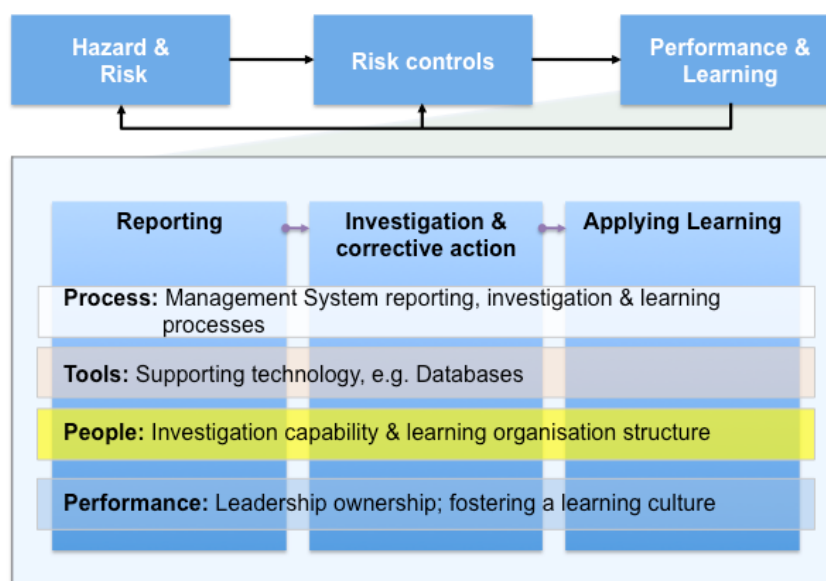 Hazard &
Risk
Risk controls
Performance &
Learning
Reporting
Investigation &
corrective action
Applying Learning
Process: Management System reporting, investigation & learning
processes
Tools: Supporting technology, e.g. Databases
People: Investigation capability & learning organisation structure
Performance: Leadership ownership; fostering a learning culture